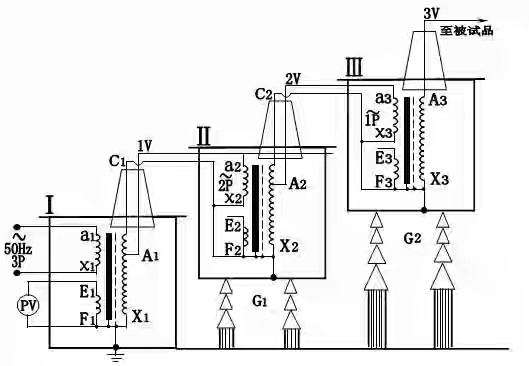 3V
至被试品
III
2V
C2
a3
A3
~
1P
x3
E3
F3
X3
1V
II
C1
a2
~
2P
x2
A2
E2
F2
X2
G2
G1
I
~
50Hz
3P
a1
x1
A1
PV
E1
F1
X1